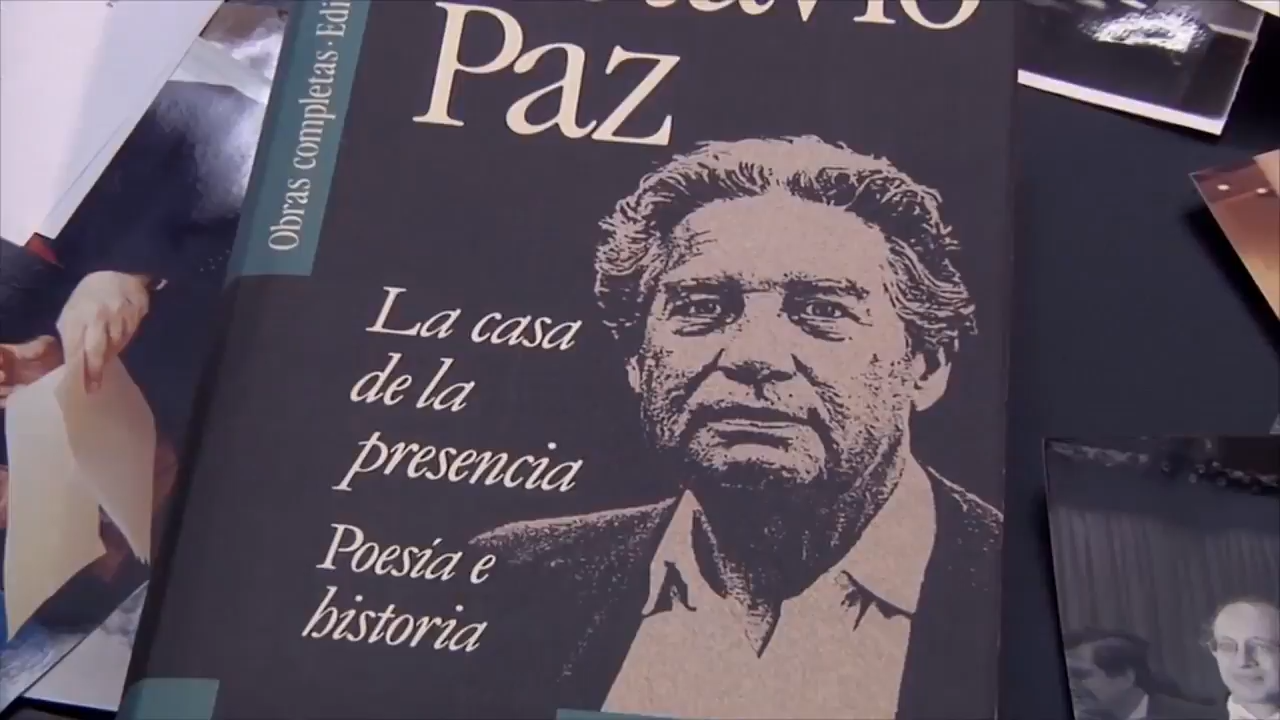 Paz
Obras completas · Edi
La casa
de la
presencia
Poesía e
historia